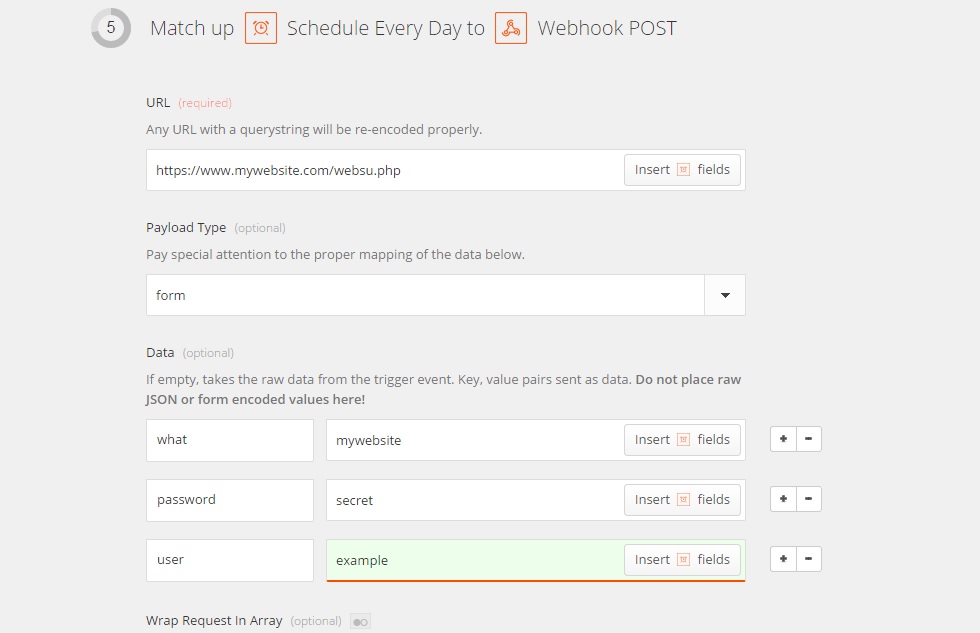 5 Match up Schedule Every Day to Webhook POST
URL (required)
Any URL with a querystring will be re-encoded properly.
https://www.mywebsite.com/websu.php Insert fields
Payload Type (optional)
Pay special attention to the proper mapping of the data below.
form
Data (optional)
If empty, takes the raw data from the trigger event. Key, value pairs sent as data. Do not place raw
JSON or form encoded values here!
what mywebsite Insert fields + -
password secret Insert fields + -
user example Insert fields + -
Wrap Request In Array (optional)